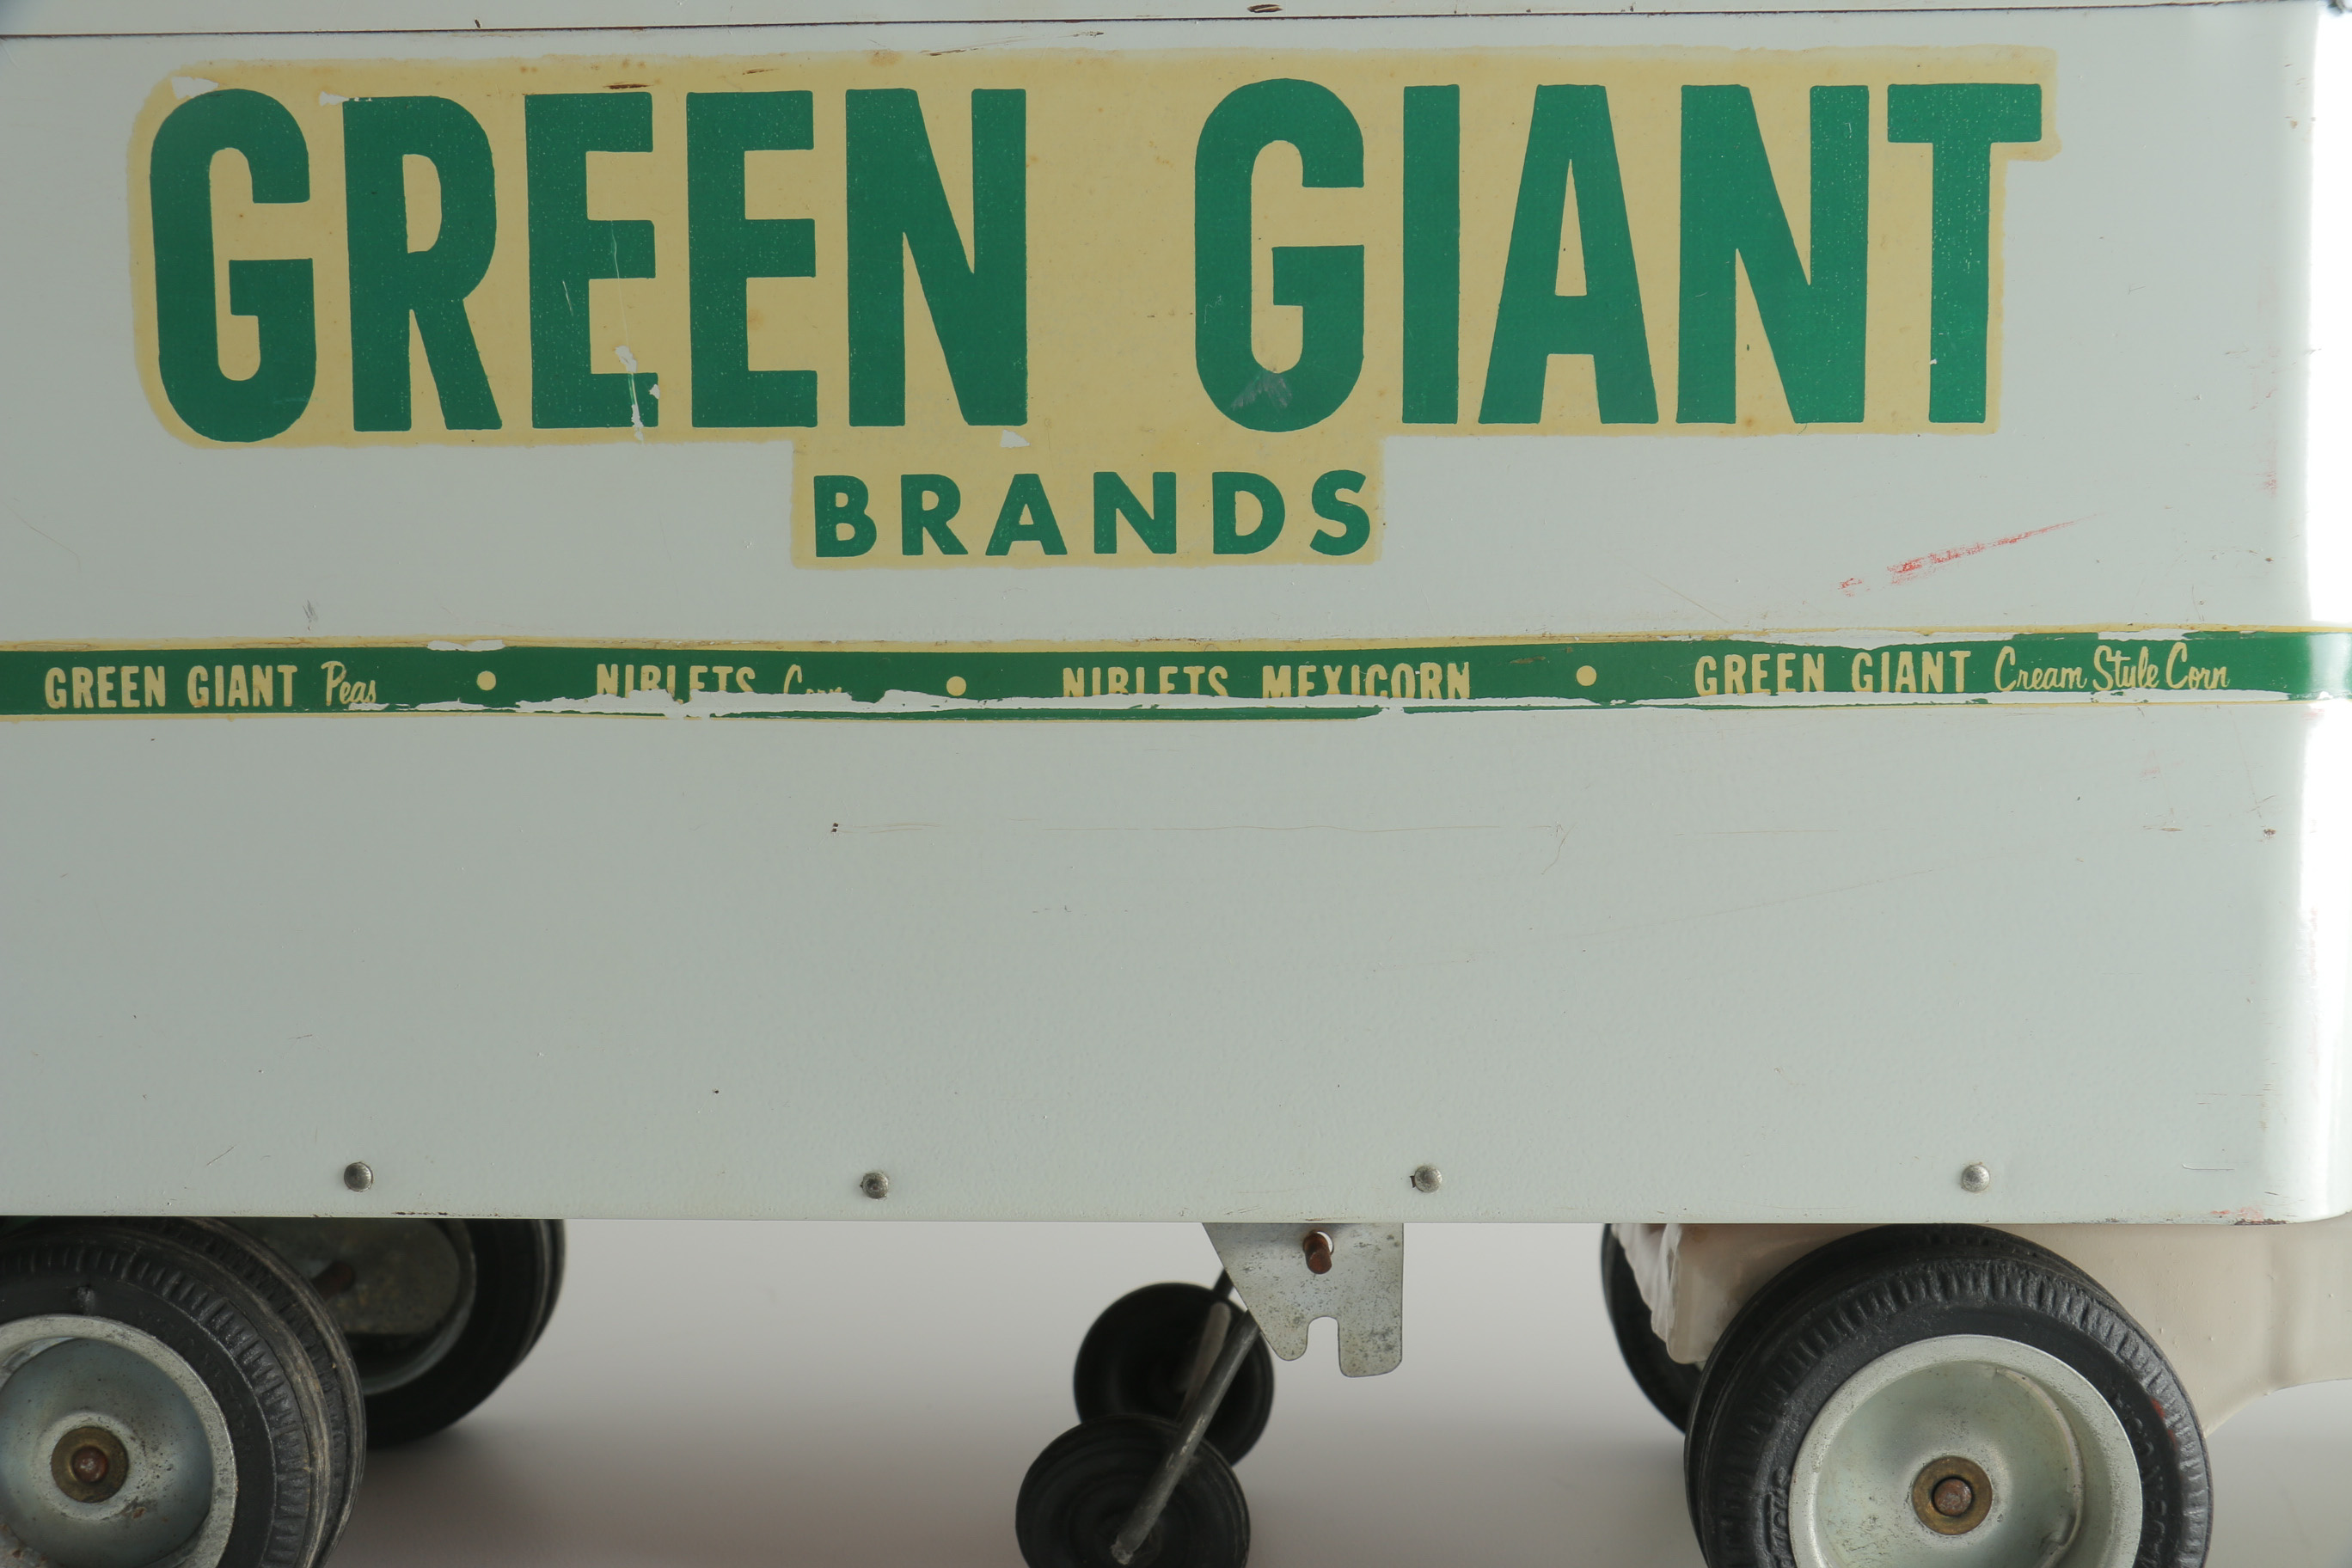 GREEN GIANT
BRANDS
GREEN GIANT Peas • NIBLETS Corn • NIBLETS MEXICORN • GREEN GIANT Cream Style Corn